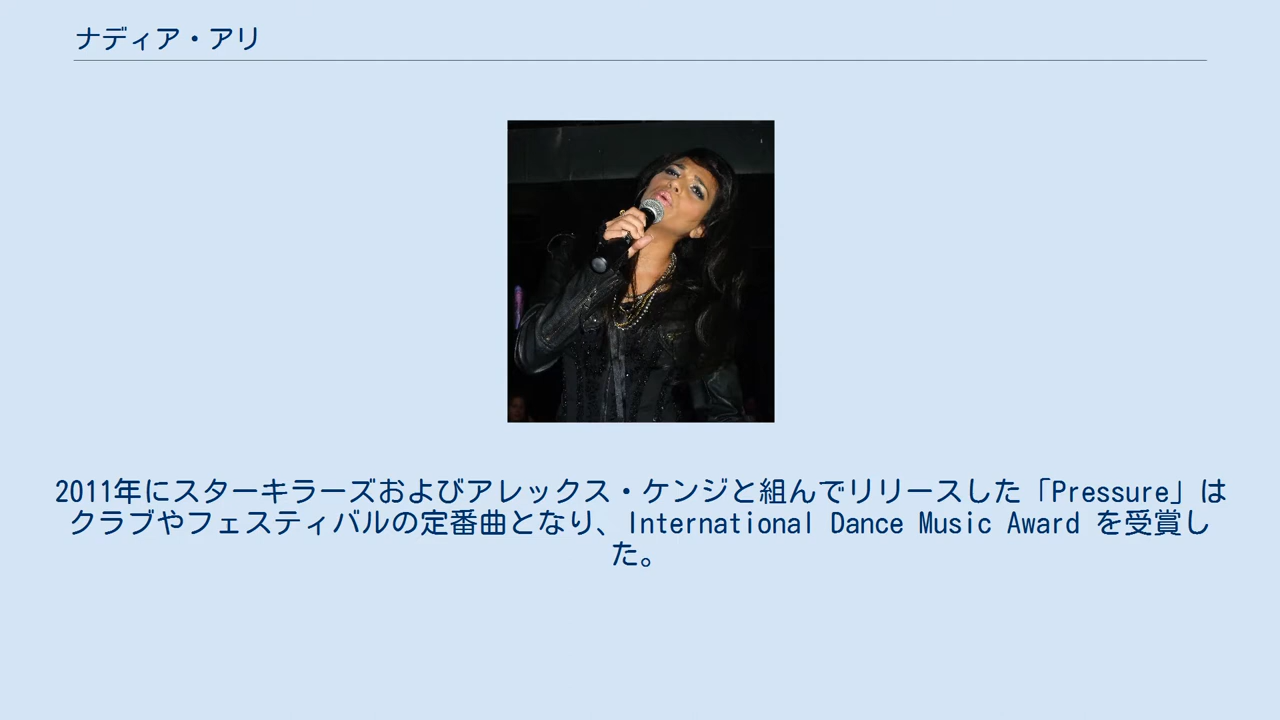 ナディア・アリ
2011年にスターキラーズおよびアレックス・ケンジと組んでリリースした「Pressure」は
クラブやフェスティバルの定番曲となり、International Dance Music Award を受賞し
た。